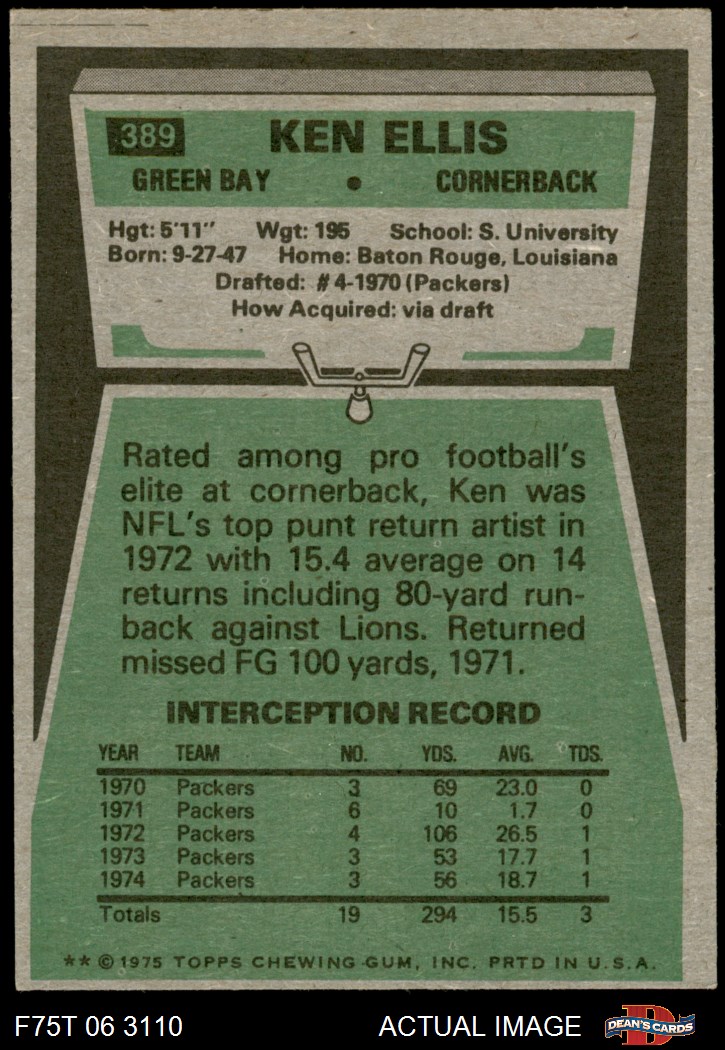 389 KEN ELLIS
GREEN BAY • CORNERBACK
Hgt: 5'11" Wgt: 195 School: S. University
Born: 9-27-47 Home: Baton Rouge, Louisiana
Drafted: #4-1970 (Packers)
How Acquired: via draft
Rated among pro football's
elite at cornerback, Ken was
NFL's top punt return artist in
1972 with 15.4 average on 14
returns including 80-yard run-
back against Lions. Returned
missed FG 100 yards, 1971.
INTERCEPTION RECORD
YEAR TEAM NO. YDS. AVG. TDS.
1970 Packers 3 69 23.0 0
1971 Packers 6 10 1.7 0
1972 Packers 4 106 26.5 1
1973 Packers 3 53 17.7 1
1974 Packers 3 56 18.7 1
Totals 19 294 15.5 3
** © 1975 TOPPS CHEWING GUM, INC. PRTD IN U.S.A.
F75T 06 3110 ACTUAL IMAGE D DEAN'S CARDS